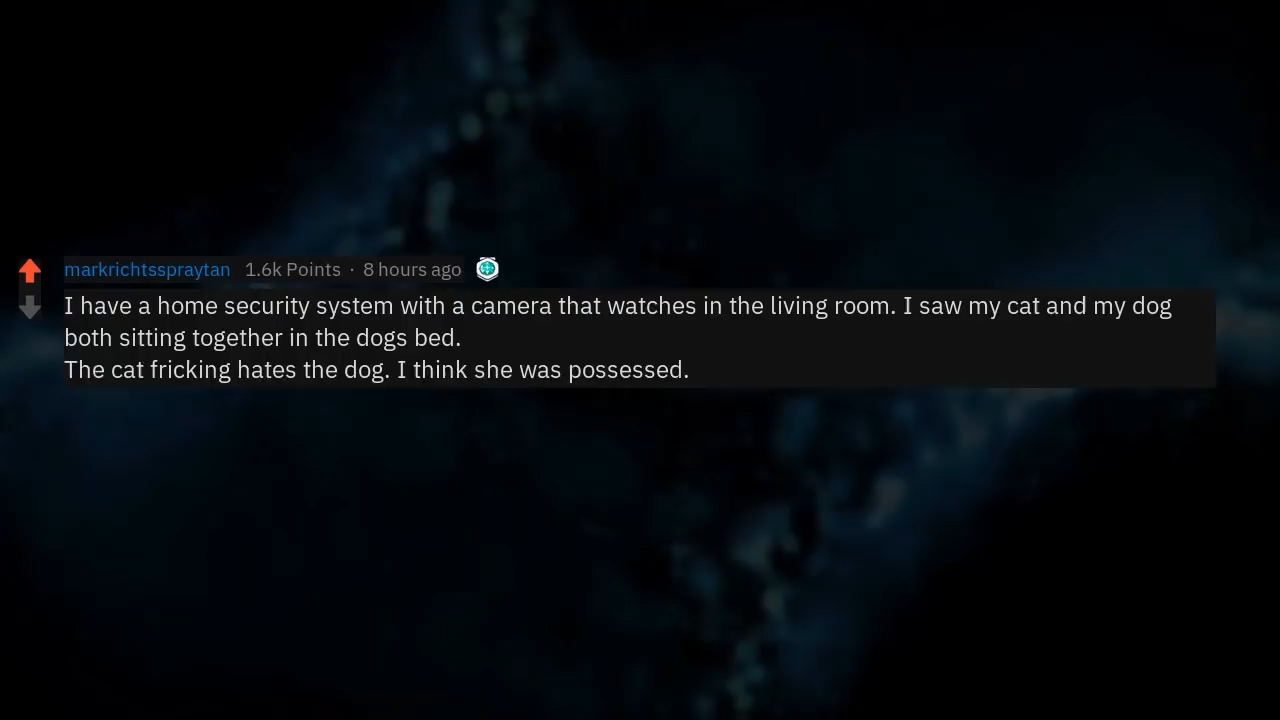 markrichtsspraytan 1.6k Points · 8 hours ago
I have a home security system with a camera that watches in the living room. I saw my cat and my dog
both sitting together in the dogs bed.
The cat fricking hates the dog. I think she was possessed.